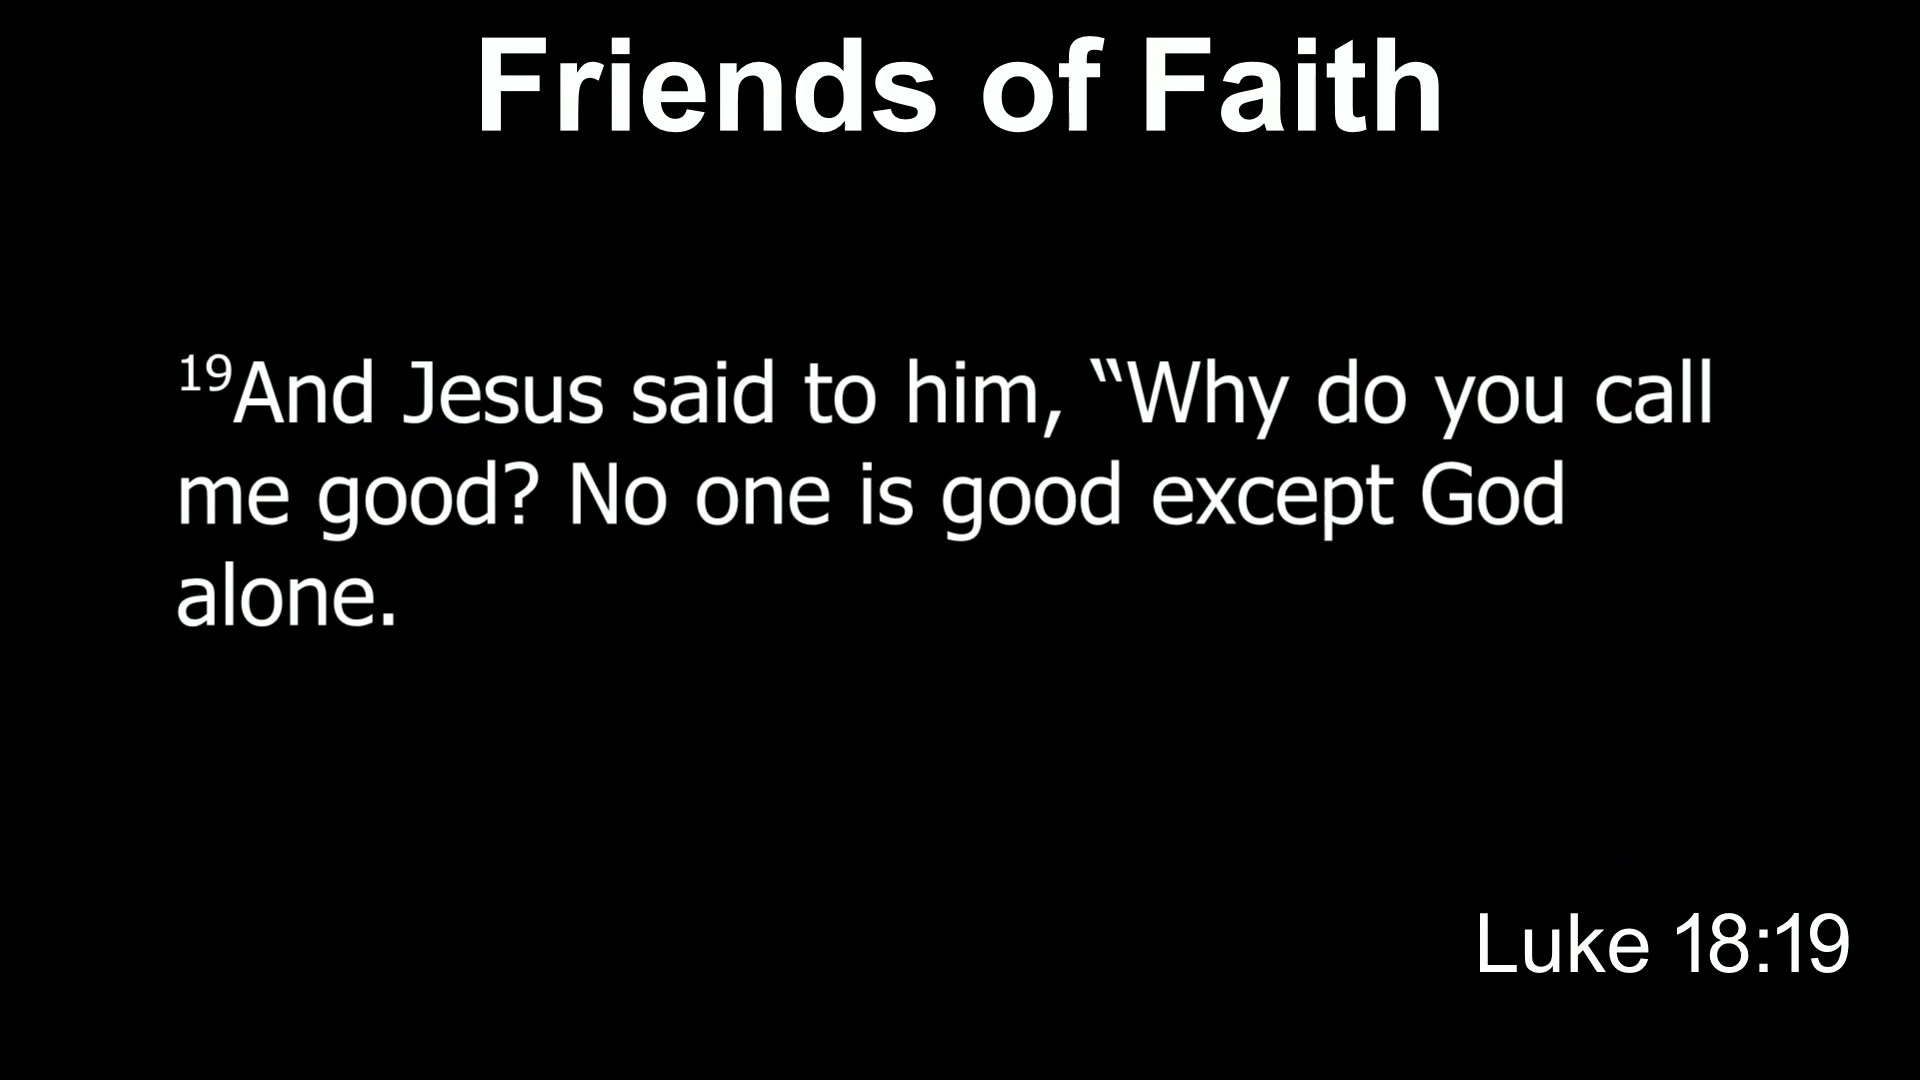 Friends of Faith
¹⁹And Jesus said to him, “Why do you call
me good? No one is good except God
alone.
Luke 18:19